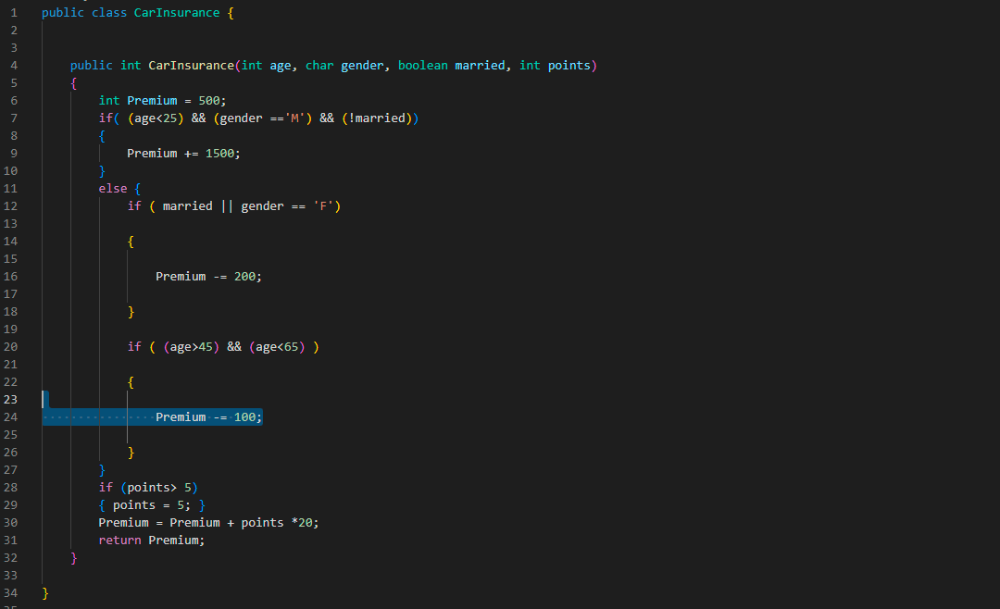 1 public class CarInsurance {
2
3
4 public int CarInsurance(int age, char gender, boolean married, int points)
5 {
6 int Premium = 500;
7 if( (age<25) && (gender =='M') && (!married))
8 {
9 Premium += 1500;
10 }
11 else {
12 if ( married || gender == 'F')
13
14 {
15
16 Premium -= 200;
17
18 }
19
20 if ( (age>45) && (age<65) )
21
22 {
23
24 Premium -= 100;
25
26 }
27 }
28 if (points> 5)
29 { points = 5; }
30 Premium = Premium + points *20;
31 return Premium;
32 }
33
34 }